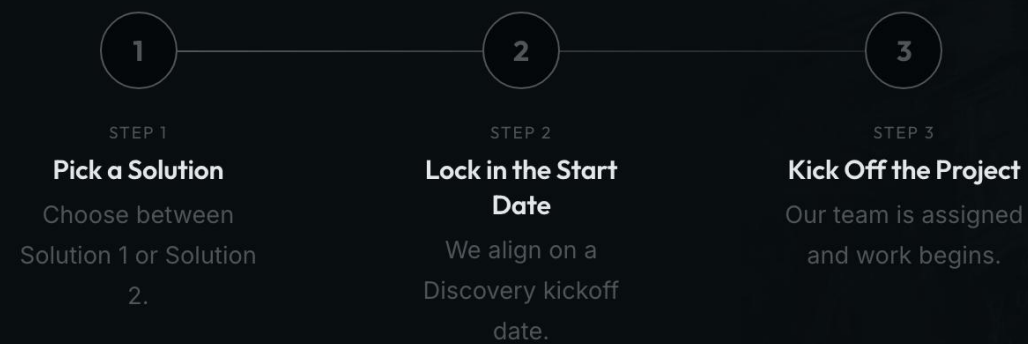 1
2
3
STEP 1
Pick a Solution
Choose between
Solution 1 or Solution
2.
STEP 2
Lock in the Start
Date
We align on a
Discovery kickoff
date.
STEP 3
Kick Off the Project
Our team is assigned
and work begins.